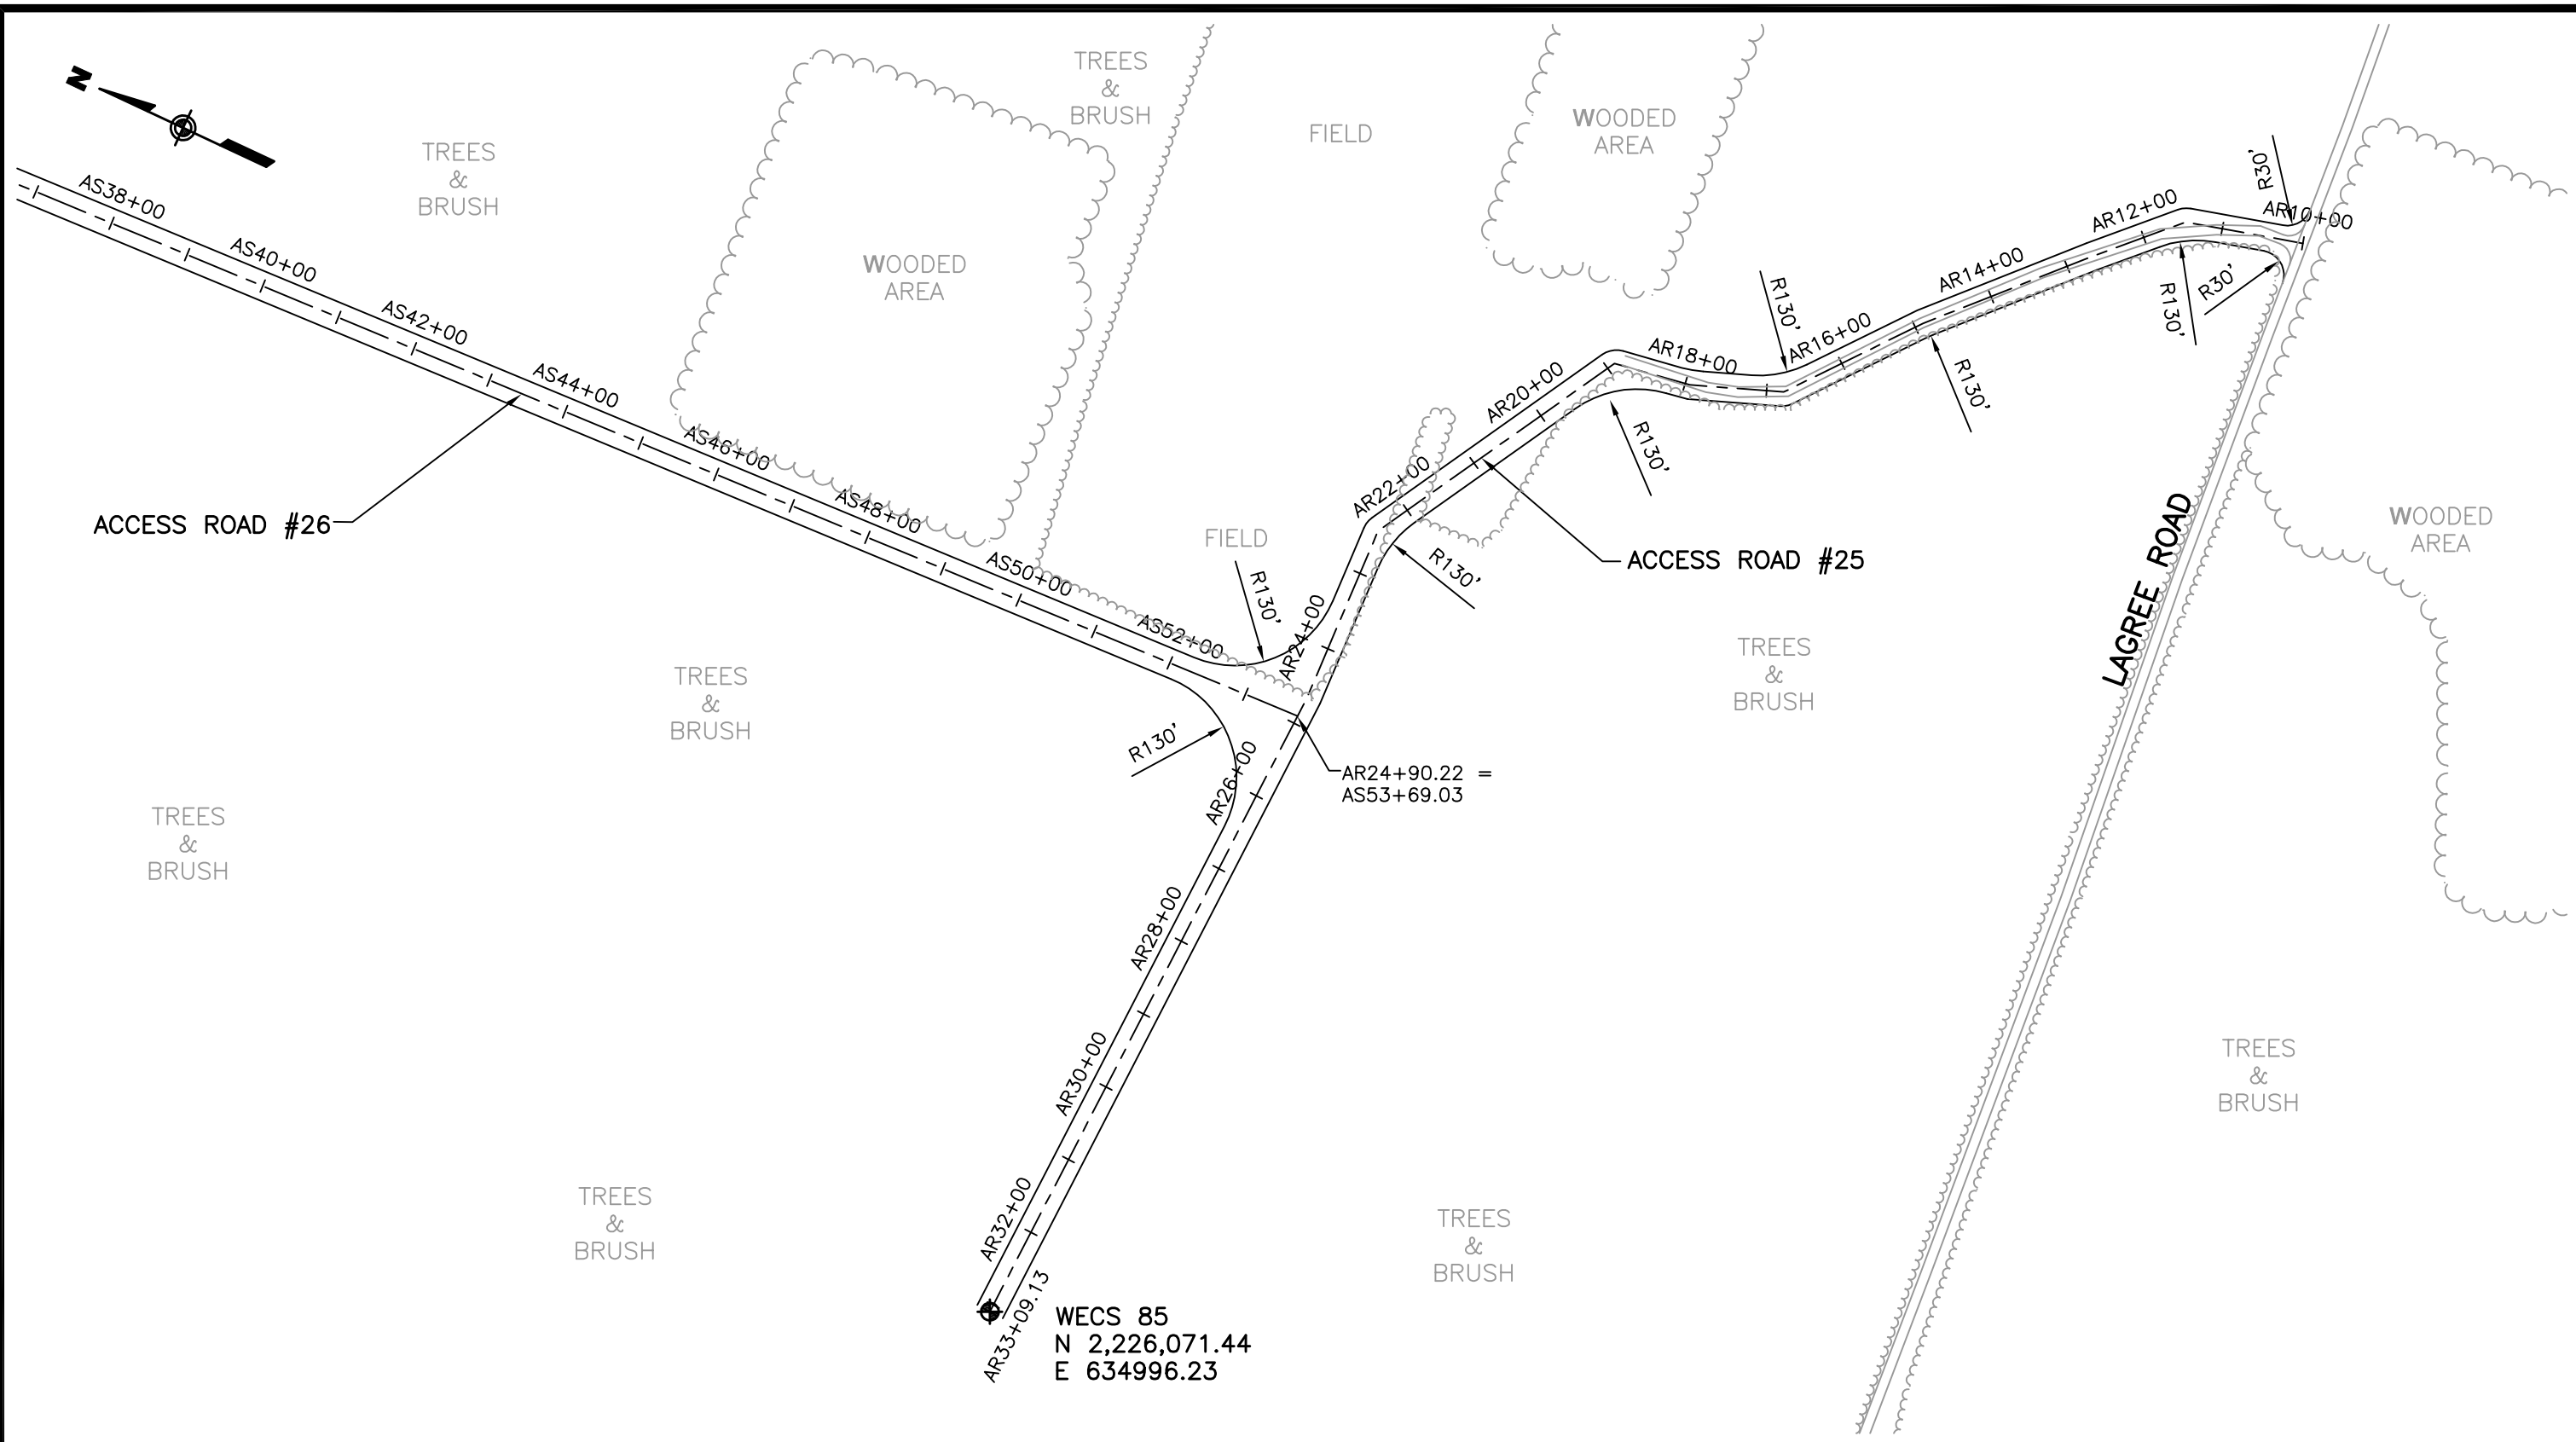 N
TREES
&
BRUSH
TREES
&
BRUSH
FIELD
WOODED
AREA
WOODED
AREA
AS38+00
AS40+00
AS42+00
AS44+00
AS46+00
AS48+00
AS50+00
AS52+00
ACCESS ROAD #26
R30'
AR10+00
AR12+00
AR14+00
AR16+00
AR18+00
AR20+00
AR22+00
AR24+00
AR26+00
AR28+00
AR30+00
AR32+00
AR33+09.13
R130'
R130'
R130'
R30'
R130'
R130'
R130'
R130'
FIELD
ACCESS ROAD #25
LAGREE ROAD
WOODED
AREA
TREES
&
BRUSH
TREES
&
BRUSH
AR24+90.22 =
AS53+69.03
TREES
&
BRUSH
TREES
&
BRUSH
TREES
&
BRUSH
TREES
&
BRUSH
WECS 85
N 2,226,071.44
E 634996.23